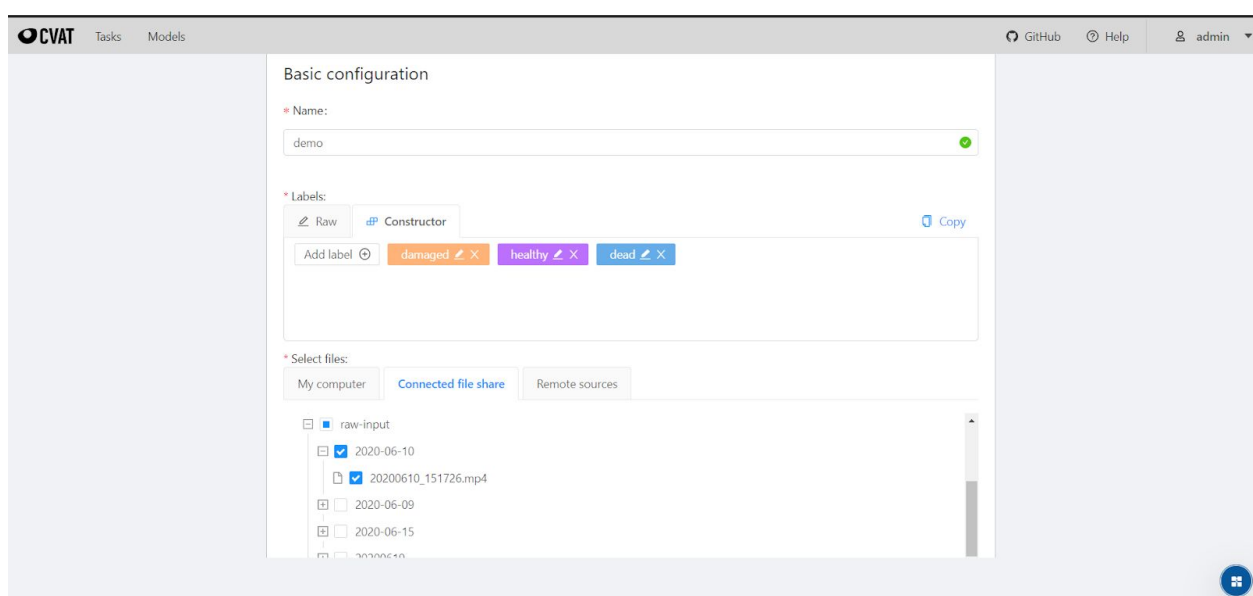 CVAT Tasks Models GitHub Help admin
Basic configuration
* Name:
demo
* Labels:
Raw Constructor Copy
Add label damaged healthy dead
* Select files:
My computer Connected file share Remote sources
raw-input
2020-06-10
20200610_151726.mp4
2020-06-09
2020-06-15